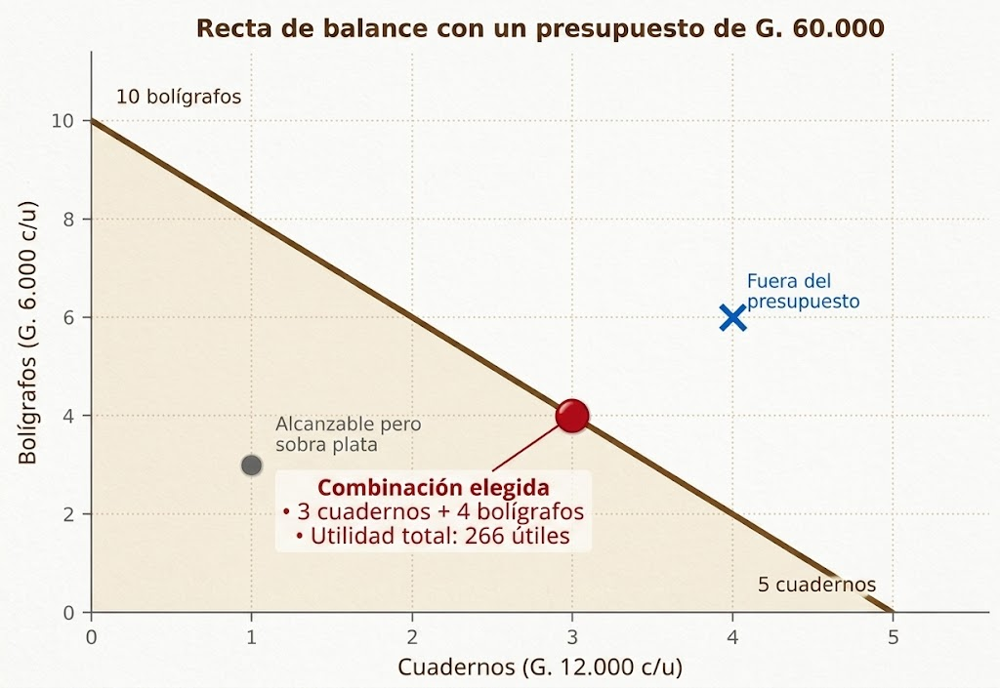 Recta de balance con un presupuesto de G. 60.000
10 bolígrafos
10
8
6
4
2
0
Bolígrafos (G. 6.000 c/u)
Fuera del
presupuesto
Alcanzable pero
sobra plata
Combinación elegida
• 3 cuadernos + 4 bolígrafos
• Utilidad total: 266 útiles
5 cuadernos
0
1
2
3
4
5
Cuadernos (G. 12.000 c/u)